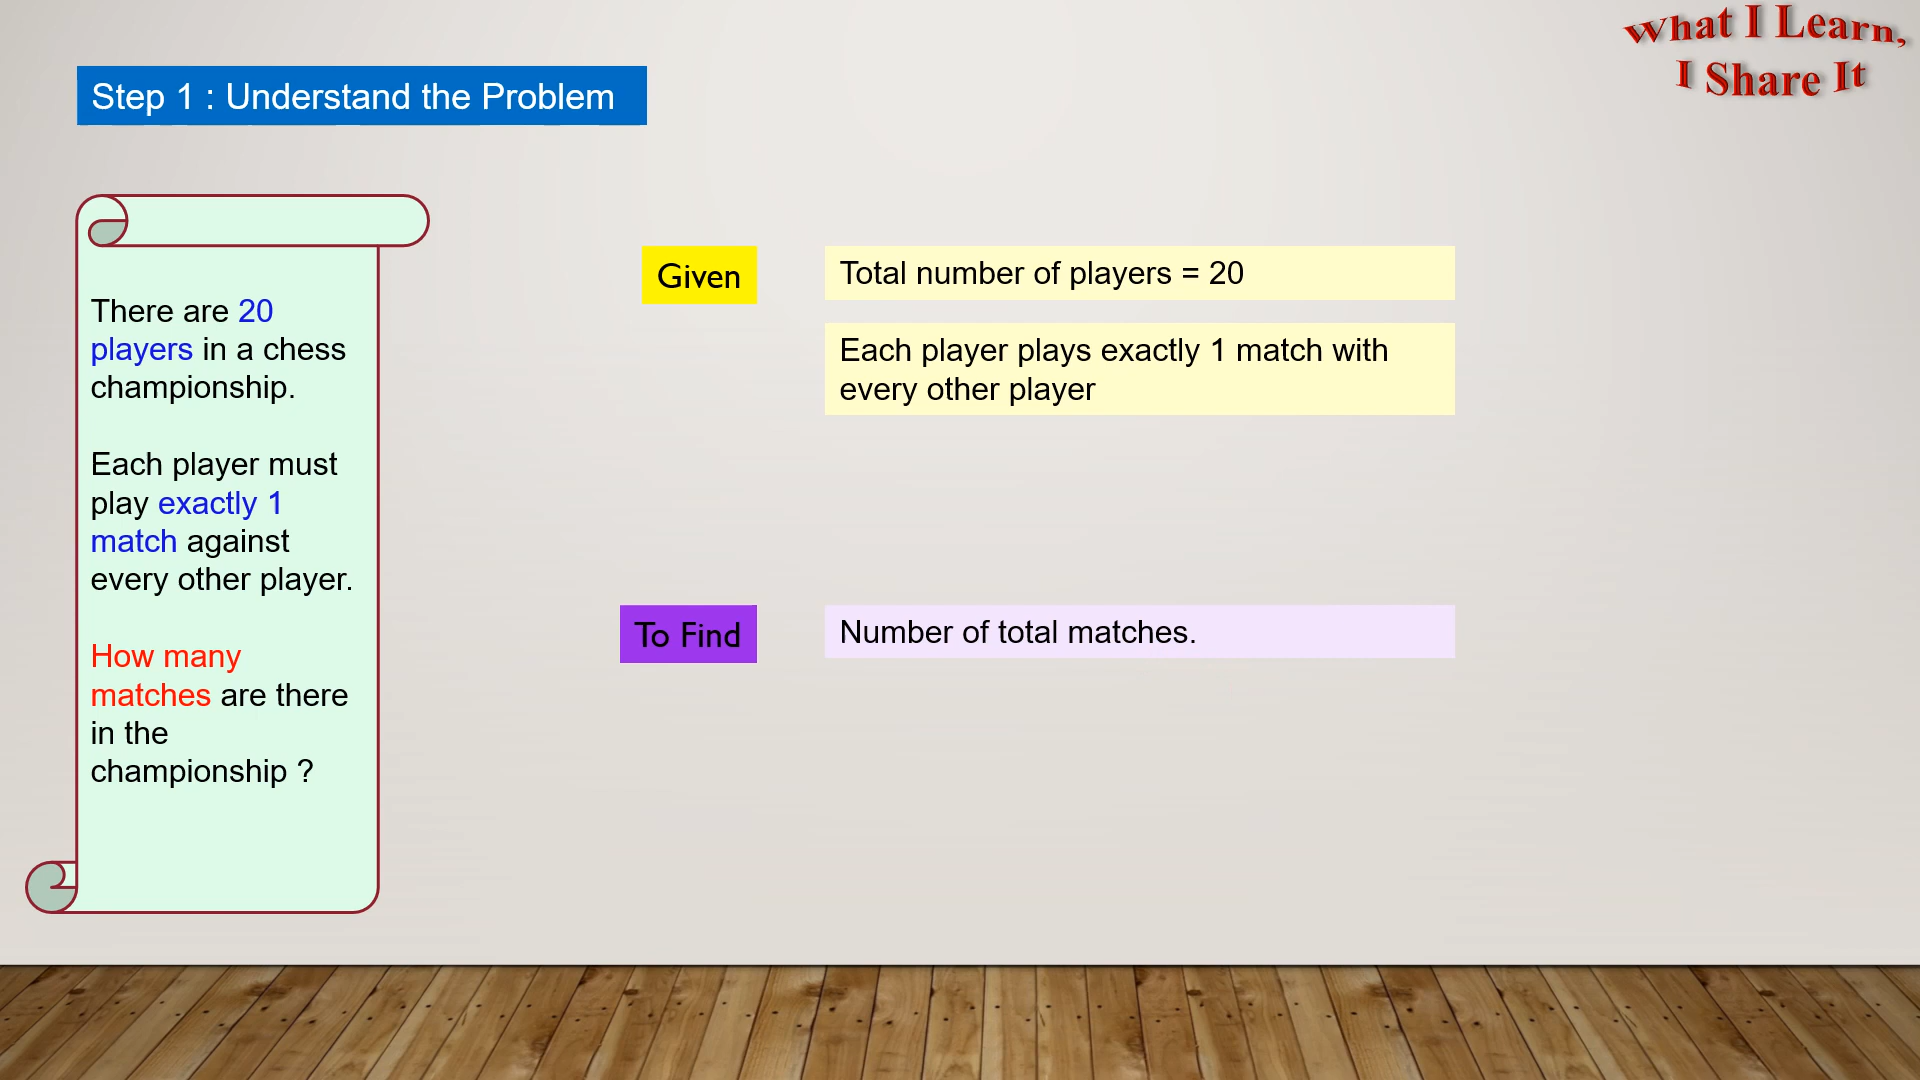 What I Learn,
I Share It
Step 1 : Understand the Problem
There are 20
players in a chess
championship.
Each player must
play exactly 1
match against
every other player.
How many
matches are there
in the
championship ?
Given
Total number of players = 20
Each player plays exactly 1 match with
every other player
To Find
Number of total matches.